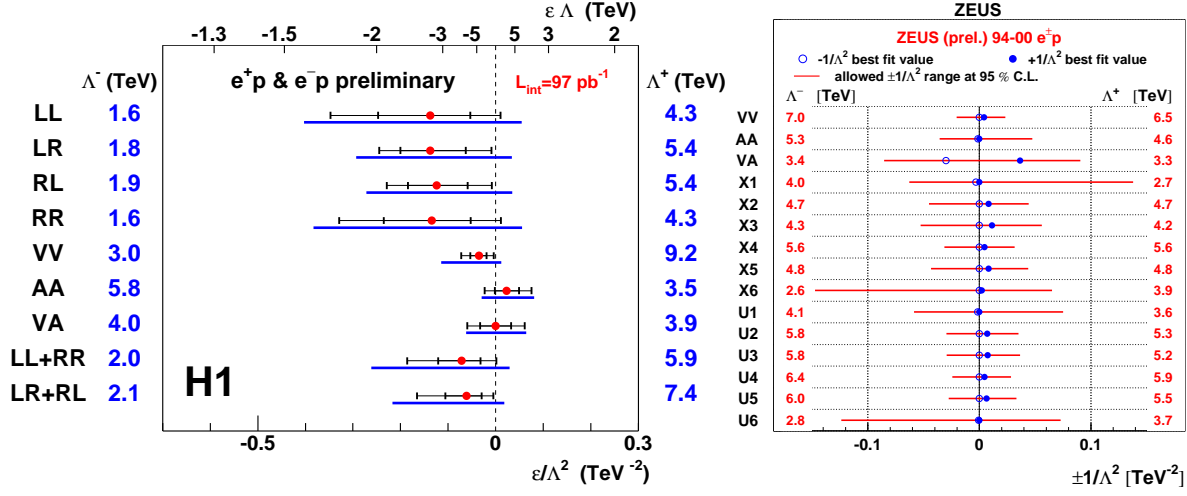 ε Λ (TeV)
-1.3 -1.7 -2 -3 -5 5 3 2 1.7
Λ⁻ (TeV) e⁺p & e⁻p preliminary L_int=97 pb⁻¹ Λ⁺ (TeV)
LL 1.6 4.3
LR 1.8 5.4
RL 1.9 5.4
RR 1.6 4.3
VV 3.0 9.2
AA 5.8 3.5
VA 4.0 3.9
LL+RR 2.0 5.9
LR+RL 2.1 7.4
H1
-0.5 0 0.3
ε/Λ² (TeV⁻²)
ZEUS
ZEUS (prel.) 94-00 e±p
-1/Λ² best fit value +1/Λ² best fit value
allowed ±1/Λ² range at 95 % C.L.
Λ⁻ [TeV] Λ⁺ [TeV]
VV 7.0 6.5
AA 5.3 4.6
VA 3.4 3.3
X1 4.0 2.7
X2 4.7 4.7
X3 4.3 4.2
X4 5.6 5.6
X5 4.8 4.8
X6 2.6 3.9
U1 4.1 3.6
U2 5.8 5.3
U3 5.8 5.2
U4 6.4 5.9
U5 6.0 5.5
U6 2.8 3.7
-0.1 0 0.1
±1/Λ² [TeV⁻²]